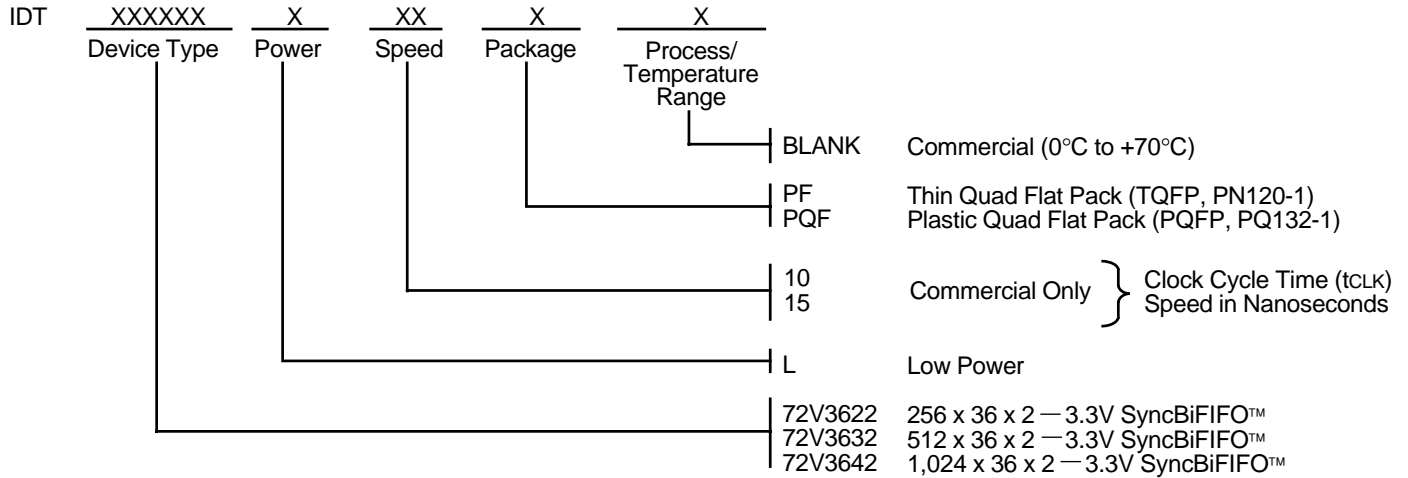 IDT XXXXXX X XX X X
Device Type Power Speed Package Process/
Temperature
Range
BLANK Commercial (0°C to +70°C)
PF Thin Quad Flat Pack (TQFP, PN120-1)
PQF Plastic Quad Flat Pack (PQFP, PQ132-1)
10
15
Commercial Only
Clock Cycle Time (tCLK)
Speed in Nanoseconds
L Low Power
72V3622 256 x 36 x 2 — 3.3V SyncBiFIFO™
72V3632 512 x 36 x 2 — 3.3V SyncBiFIFO™
72V3642 1,024 x 36 x 2 — 3.3V SyncBiFIFO™